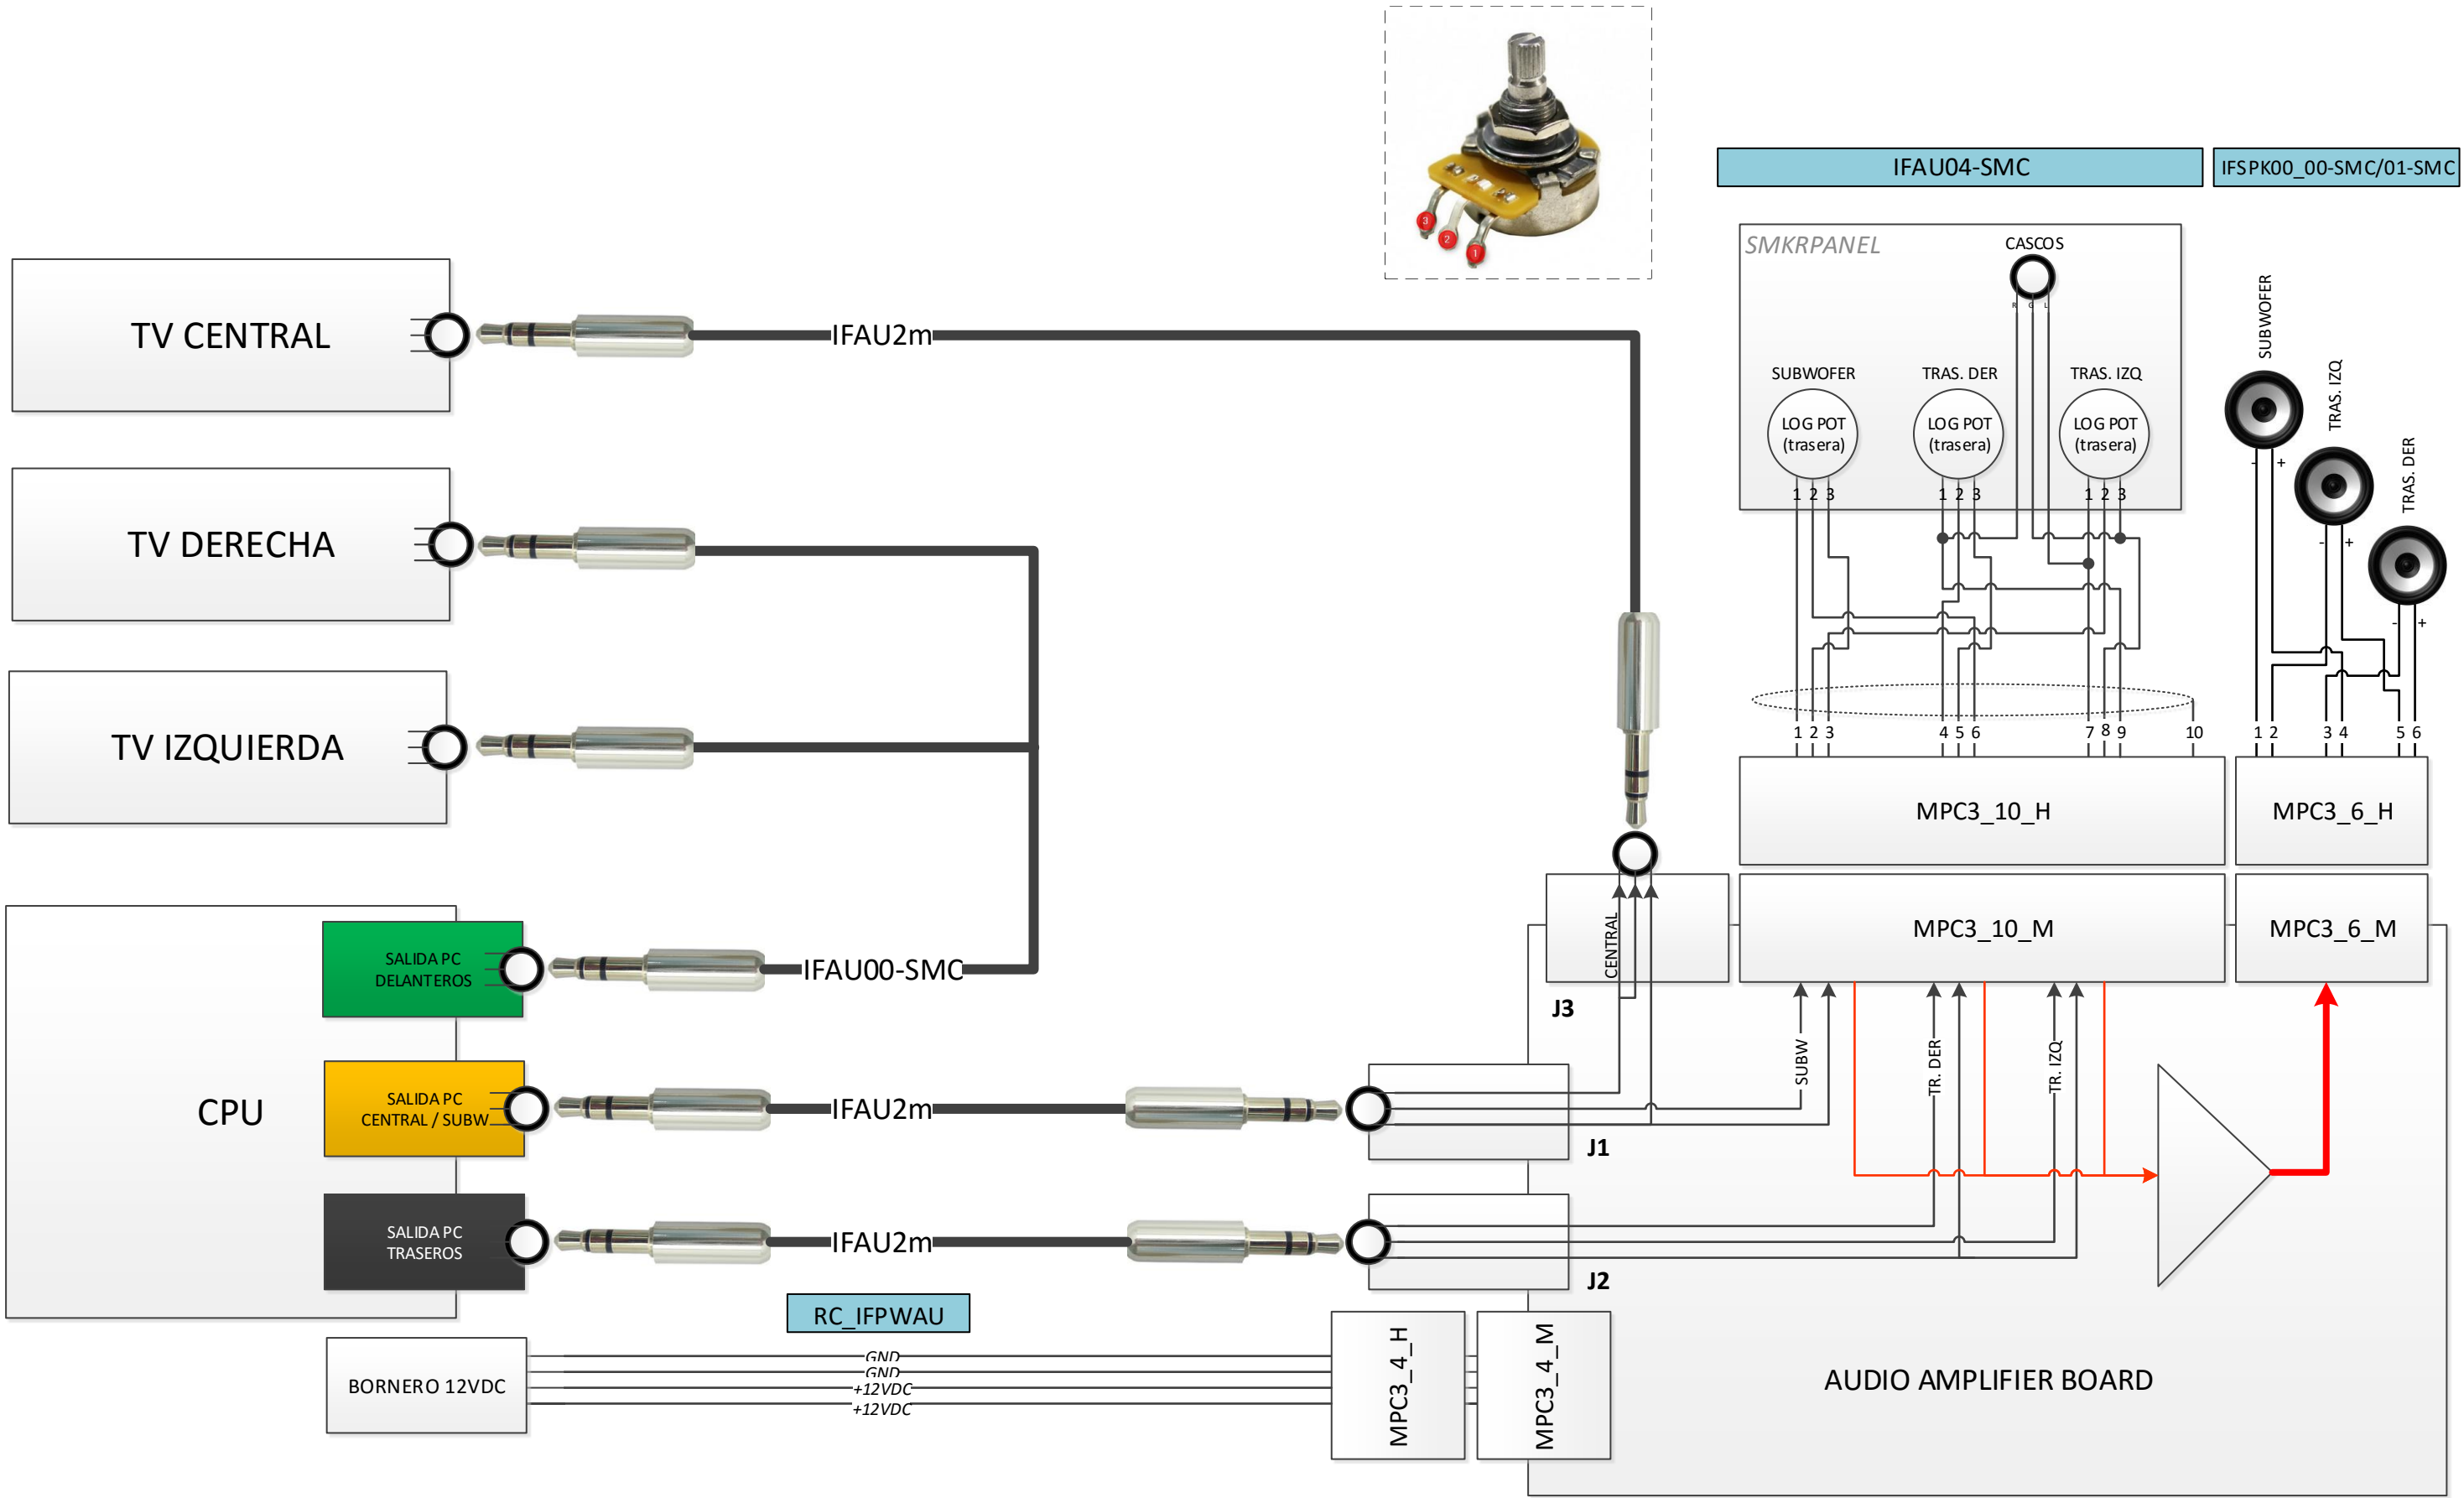 3
2
1
IFAU04-SMC
IFSPK00_00-SMC/01-SMC
SMKRPANEL
CASCOS
R G L
SUBWOFER
TRAS. DER
TRAS. IZQ
LOG POT
(trasera)
LOG POT
(trasera)
LOG POT
(trasera)
1 2 3
1 2 3
1 2 3
SUBWOFER
- +
TRAS. IZQ
- +
TRAS. DER
- +
1 2 3 4 5 6 7 8 9 10
1 2 3 4 5 6
MPC3_10_H
MPC3_6_H
MPC3_10_M
MPC3_6_M
TV CENTRAL
IFAU2m
TV DERECHA
TV IZQUIERDA
CPU
SALIDA PC
DELANTEROS
IFAU00-SMC
SALIDA PC
CENTRAL / SUBW
IFAU2m
SALIDA PC
TRASEROS
IFAU2m
CENTRAL
J3
J1
J2
SUBW
TR. DER
TR. IZQ
RC_IFPWAU
BORNERO 12VDC
GND
GND
+12VDC
+12VDC
MPC3_4_H
MPC3_4_M
AUDIO AMPLIFIER BOARD